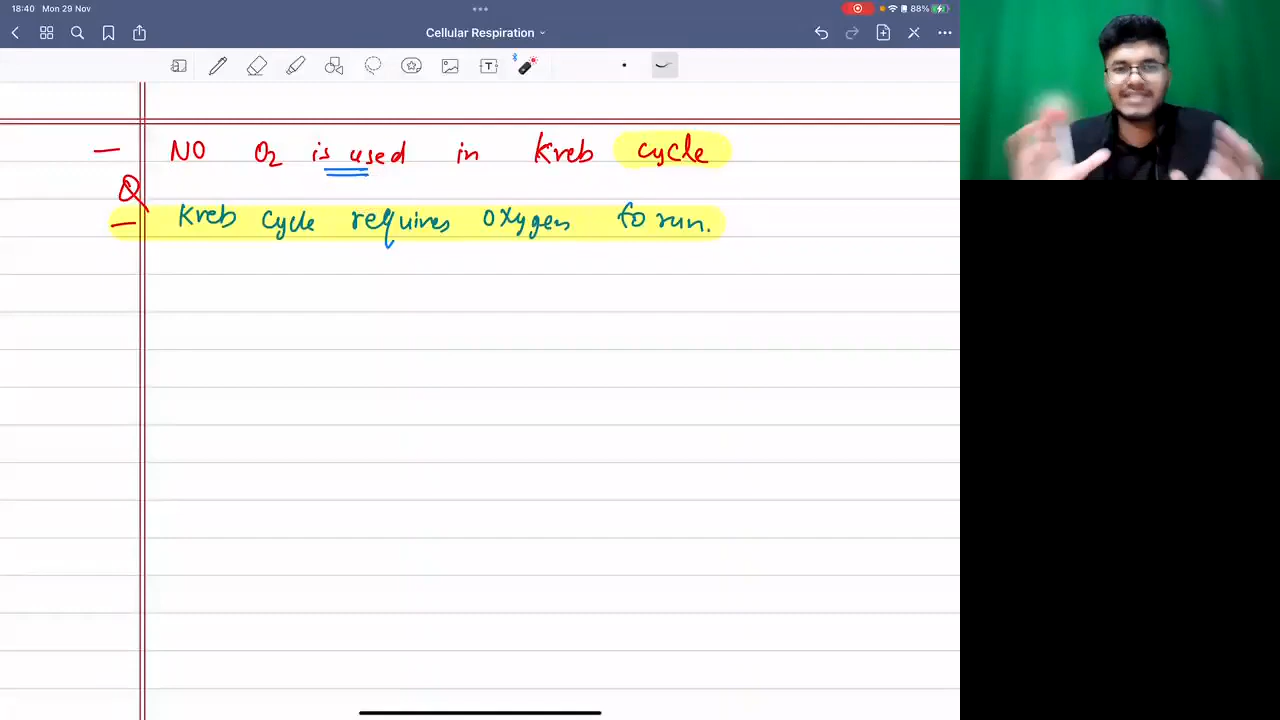 18:40 Mon 29 Nov
88%
Cellular Respiration
T
— NO O2 is used in Kreb cycle
Q
— Kreb cycle requires oxygen to run.